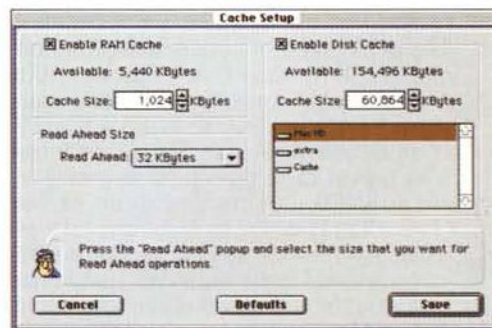 Cache Setup
Enable RAM Cache
Available: 5,440 KBytes
Cache Size: 1,024 KBytes
Read Ahead Size
Read Ahead: 32 KBytes
Enable Disk Cache
Available: 154,496 KBytes
Cache Size: 60,864 KBytes
Mac HD
extra
Cache
Press the "Read Ahead" popup and select the size that you want for
Read Ahead operations.
Cancel
Defaults
Save